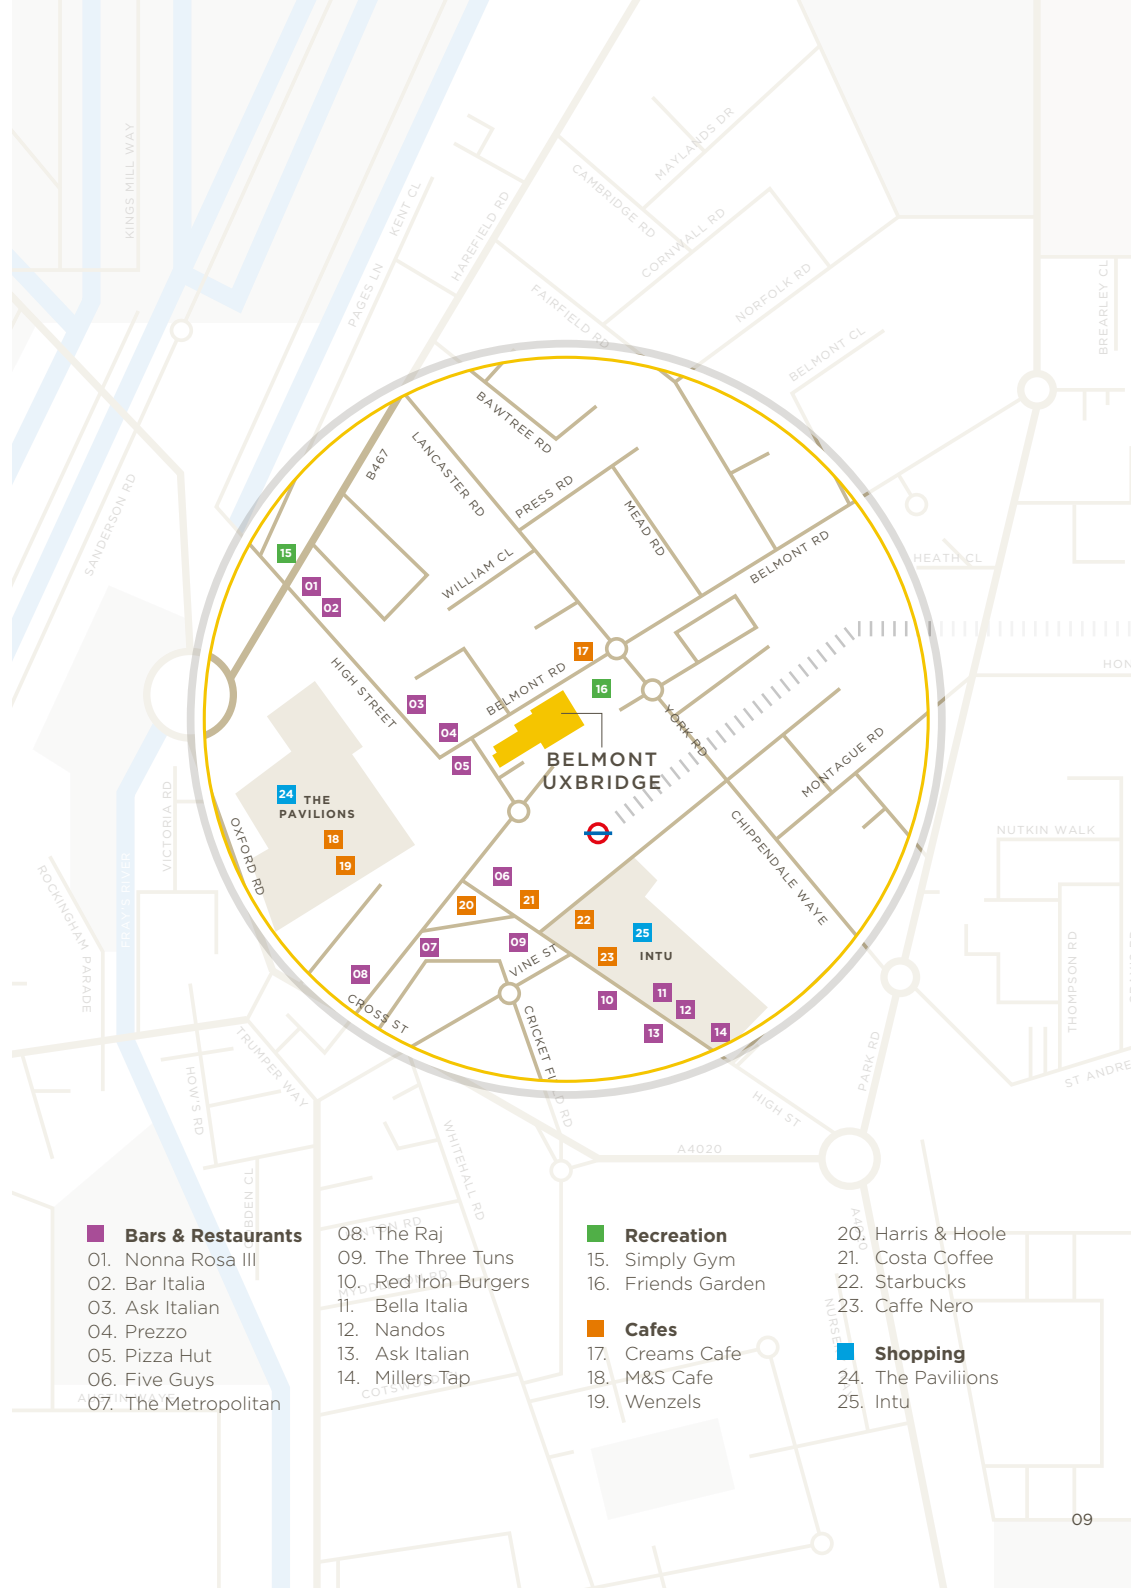 KINGS MILL WAY
MAYLANDS DR
CAMBRIDGE RD
KENT CL
HAREFIELD RD
CORNWALL RD
PAGES LN
NORFOLK RD
FAIRFIELD RD
BREARLEY CL
BELMONT CL
BAWTREE RD
LANCASTER RD
B467
SANDERSON RD
PRESS RD
MEAD RD
WILLIAM CL
BELMONT RD
HEATH CL
15
01
02
17
HON
HIGH STREET
BELMONT RD
16
03
04
YORK RD
05
BELMONT
UXBRIDGE
MONTAGUE RD
24
THE
PAVILIONS
18
19
OXFORD RD
VICTORIA RD
CHIPPENDALE WAYE
NUTKIN WALK
ROCKINGHAM PARADE
FRAY'S RIVER
06
21
20
22
25
INTU
07
09
VINE ST
23
08
10
11
12
13
14
CROSS ST
CRICKET FI
LD RD
THOMPSON RD
TRUMPER WAY
HOW'S RD
PARK RD
ST ANDRE
HIGH ST
WHITEHALL RD
A4020
Bars & Restaurants
01. Nonna Rosa III
02. Bar Italia
03. Ask Italian
04. Prezzo
05. Pizza Hut
06. Five Guys
07. The Metropolitan
08. The Raj
09. The Three Tuns
10. Red Iron Burgers
11. Bella Italia
12. Nandos
13. Ask Italian
14. Millers Tap
Recreation
15. Simply Gym
16. Friends Garden
Cafes
17. Creams Cafe
18. M&S Cafe
19. Wenzels
20. Harris & Hoole
21. Costa Coffee
22. Starbucks
23. Caffe Nero
Shopping
24. The Paviliions
25. Intu
09